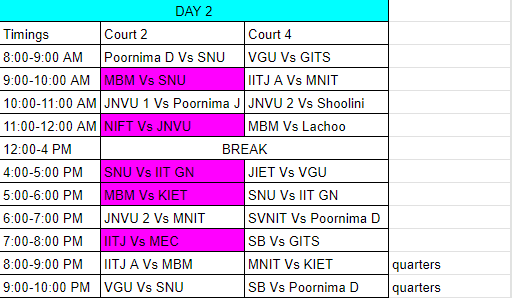 DAY 2
Timings Court 2 Court 4
8:00-9:00 AM Poornima D Vs SNU VGU Vs GITS
9:00-10:00 AM MBM Vs SNU IITJ A Vs MNIT
10:00-11:00 AM JNVU 1 Vs Poornima J JNVU 2 Vs Shoolini
11:00-12:00 AM NIFT Vs JNVU MBM Vs Lachoo
12:00-4 PM BREAK
4:00-5:00 PM SNU Vs IIT GN JIET Vs VGU
5:00-6:00 PM MBM Vs KIET SNU Vs IIT GN
6:00-7:00 PM JNVU 2 Vs MNIT SVNIT Vs Poornima D
7:00-8:00 PM IITJ Vs MEC SB Vs GITS
8:00-9:00 PM IITJ A Vs MBM MNIT Vs KIET quarters
9:00-10:00 PM VGU Vs SNU SB Vs Poornima D quarters